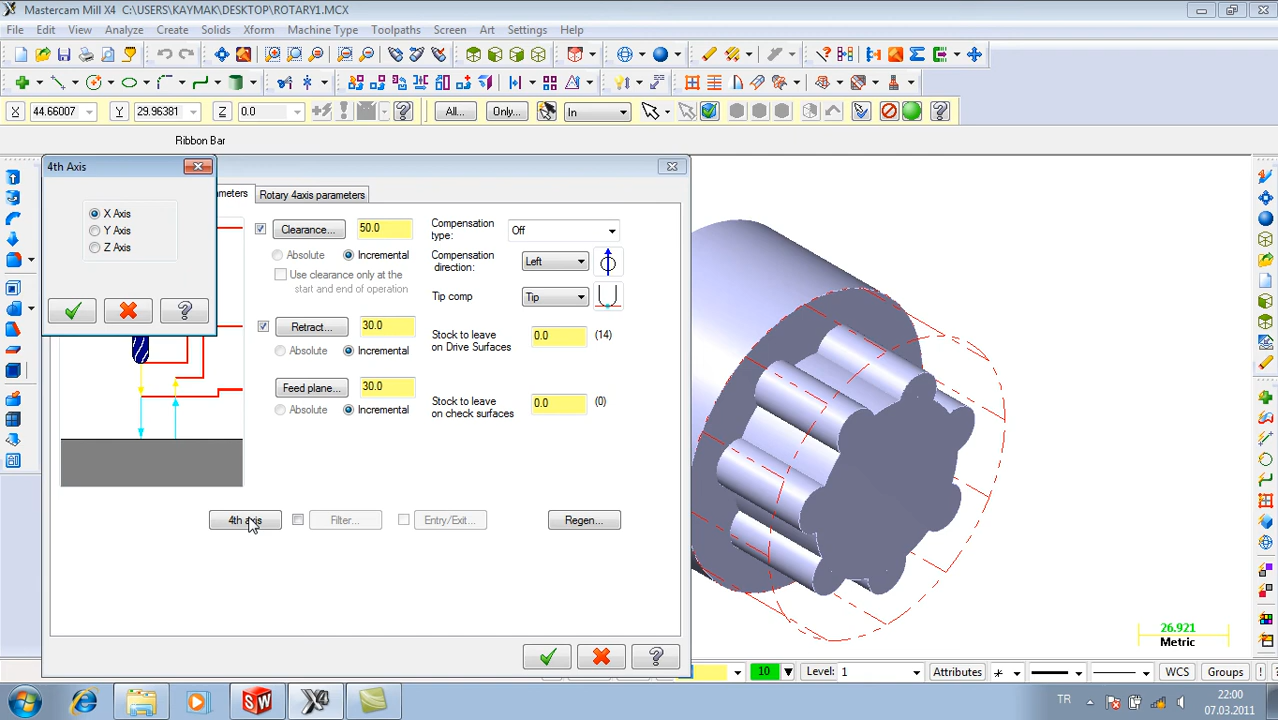 Mastercam Mill X4 C:\USERS\KAYMAK\DESKTOP\ROTARY1.MCX
File Edit View Analyze Create Solids Xform Machine Type Toolpaths Screen Art Settings Help
X 44.66007 Y 29.96381 Z 0.0 All... Only... In
Ribbon Bar
4th Axis
X Axis
Y Axis
Z Axis
Rotary 4axis parameters
Clearance... 50.0
Absolute Incremental
Use clearance only at the
start and end of operation
Retract... 30.0
Absolute Incremental
Feed plane... 30.0
Absolute Incremental
Compensation
type: Off
Compensation
direction: Left
Tip comp Tip
Stock to leave
on Drive Surfaces 0.0 (14)
Stock to leave
on check surfaces 0.0 (0)
4th axis Filter... Entry/Exit... Regen...
26.921
Metric
10 Level: 1 Attributes WCS Groups
TR 22:00
07.03.2011